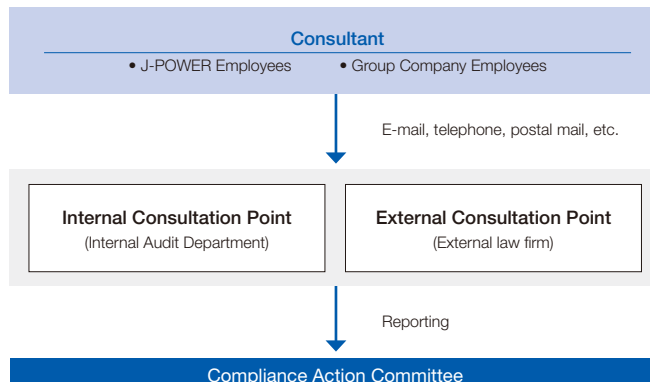 Consultant
• J-POWER Employees • Group Company Employees
E-mail, telephone, postal mail, etc.
Internal Consultation Point External Consultation Point
(Internal Audit Department) (External law firm)
Reporting
Compliance Action Committee